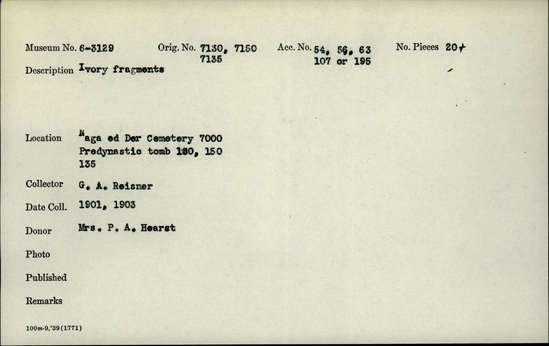 Museum No. 6-3129 Orig. No. 7130, 7150 Acc. No. 54, 56, 63 No. Pieces 20+
7135 107 or 195
Description Ivory fragments
Location Naga ed Der Cemetery 7000
Predynastic tomb 130, 150
135
Collector G. A. Reisner
Date Coll. 1901, 1903
Donor Mrs. P. A. Hearst
Photo
Published
Remarks
100m-9,'39(1771)